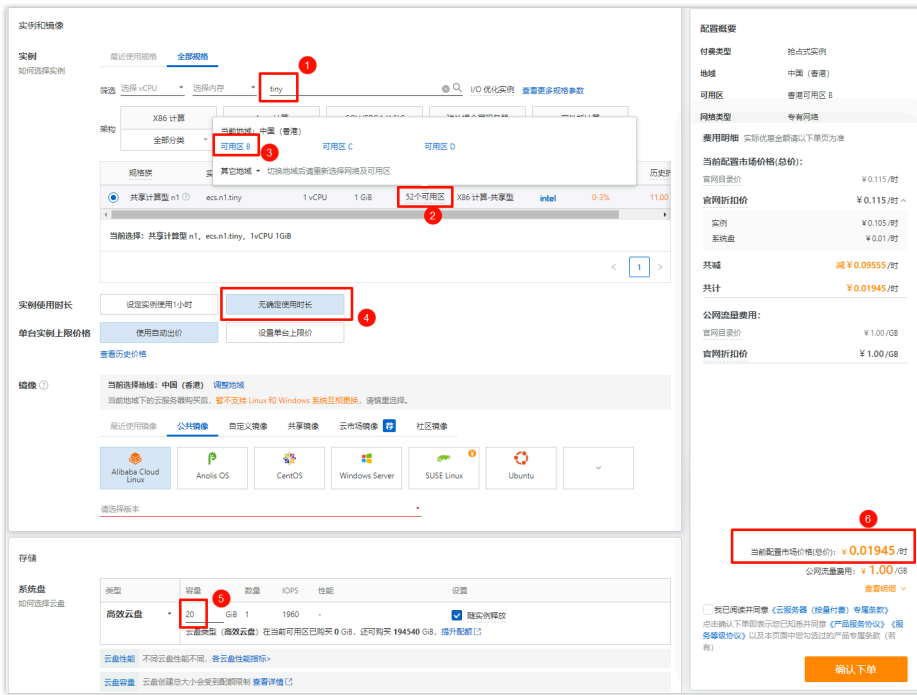 实例和镜像
实例
如何选择实例
最近使用规格 全部规格
1
筛选 选择 vCPU 选择内存 tiny I/O 优化实例 查看更多规格参数
架构 X86 计算
全部分类
当前地域：中国（香港）
可用区 B 可用区 C 可用区 D
3
其它地域 切换地域后请重新选择网络及可用区
规格族 历史折
共享计算型 n1 ecs.n1.tiny 1 vCPU 1 GiB 52个可用区 X86 计算-共享型 intel 0-3% 11.00
2
当前选择：共享计算型 n1，ecs.n1.tiny，1vCPU 1GiB
< 1 >
实例使用时长 设定实例使用1小时 无确定使用时长
4
单台实例上限价格 使用自动出价 设置单台上限价
查看历史价格
镜像 当前选择地域：中国（香港） 调整地域
当前地域下的云服务器购买后，暂不支持 Linux 和 Windows 系统互相更换，请慎重选择。
最近使用镜像 公共镜像 自定义镜像 共享镜像 云市场镜像 荐 社区镜像
Alibaba Cloud Linux Anolis OS CentOS Windows Server SUSE Linux Ubuntu
请选择版本
存储
系统盘
如何选择云盘
类型 容量 数量 IOPS 性能 设置
5
高效云盘 20 GiB 1 1960 - 随实例释放
云盘类型（高效云盘）在当前可用区已购买 0 GiB，还可购买 194540 GiB，提升配额
云盘性能 不同云盘性能不同，各云盘性能指标>
云盘容量 云盘创建总大小会受到配额限制 查看详情
配置概要
付费类型 抢占式实例
地域 中国（香港）
可用区 香港可用区 B
网络类型 专有网络
费用明细 实际优惠金额请以下单页为准
当前配置市场价格(总价)：
官网目录价 ¥ 0.115 /时
官网折扣价 ¥ 0.115 /时
实例 ¥ 0.105 /时
系统盘 ¥ 0.01 /时
共减 减 ¥ 0.09555 /时
共计 ¥ 0.01945 /时
公网流量费用：
官网目录价 ¥ 1.00 /GB
官网折扣价 ¥ 1.00 /GB
6
当前配置市场价格(总价)： ¥ 0.01945 /时
公网流量费用： ¥ 1.00 /GB
查看明细
我已阅读并同意《云服务器（按量付费）专属条款》
点击确认下单即表示您已知悉并同意《产品服务协议》《服
务等级协议》以及本页面中您勾选过的产品专属条款（若
有）
确认下单